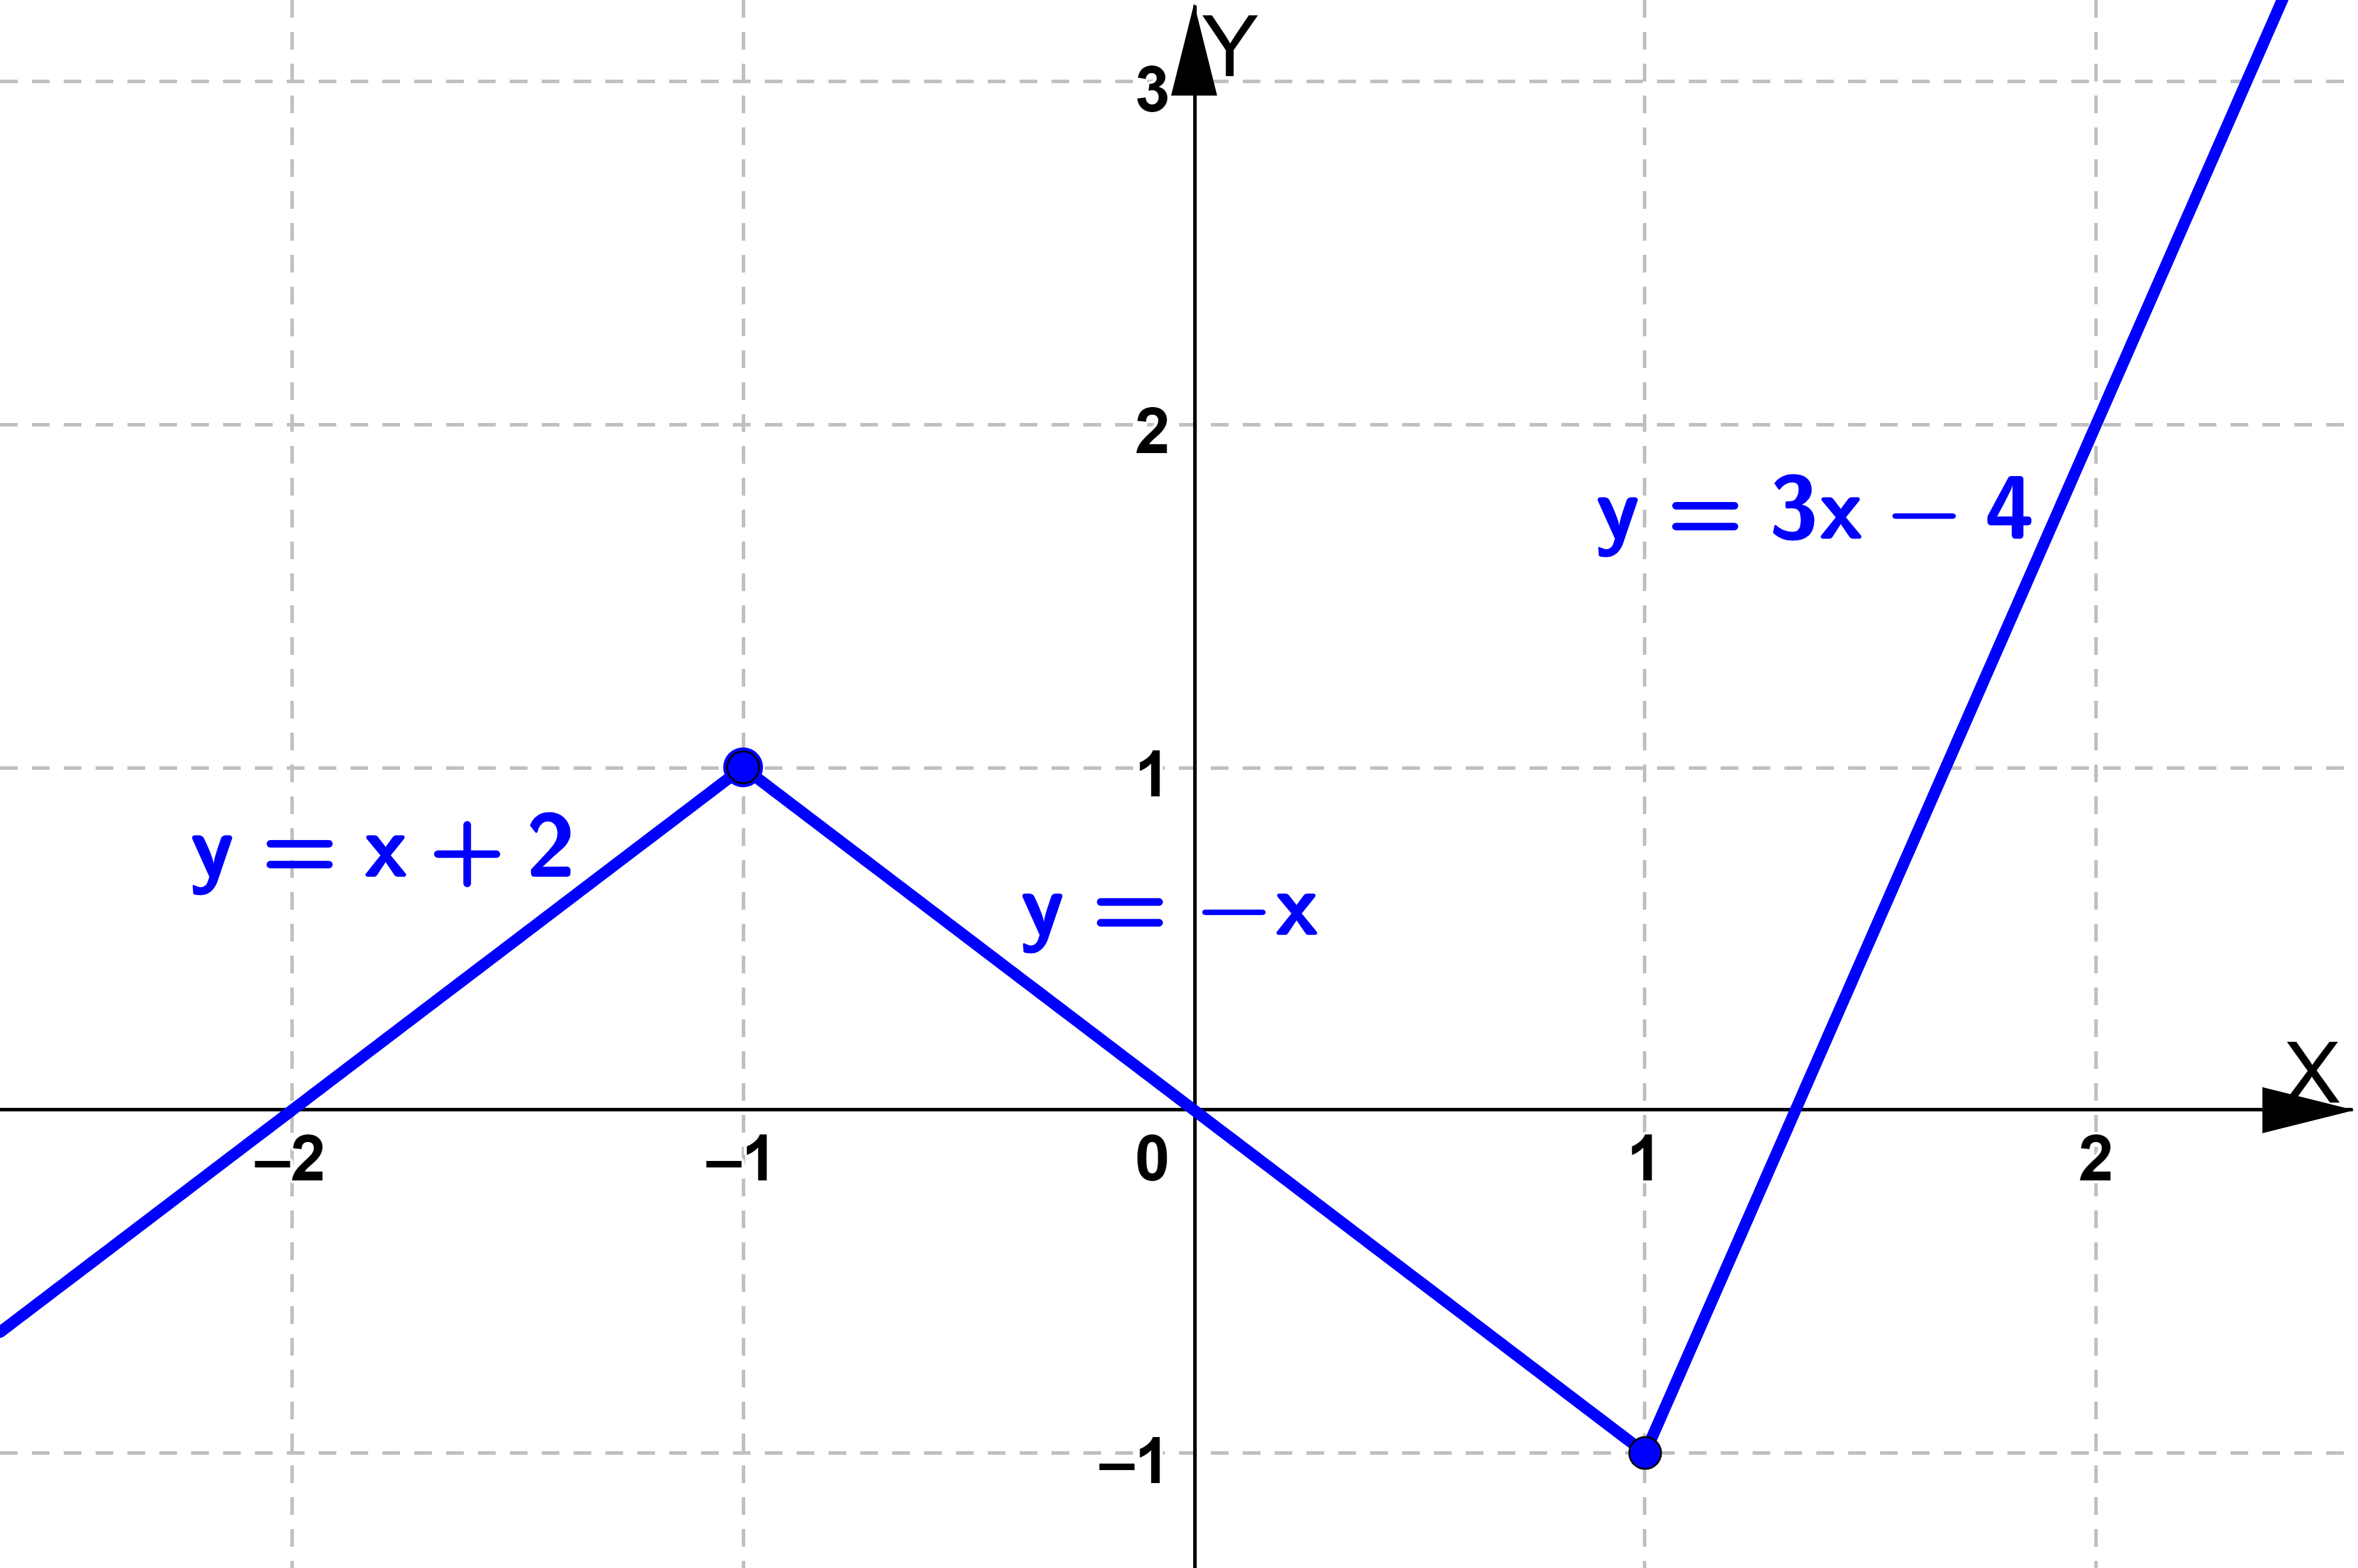 Y
3
2
y = 3x − 4
1
y = x + 2
y = −x
X
−2 −1 0 1 2
−1